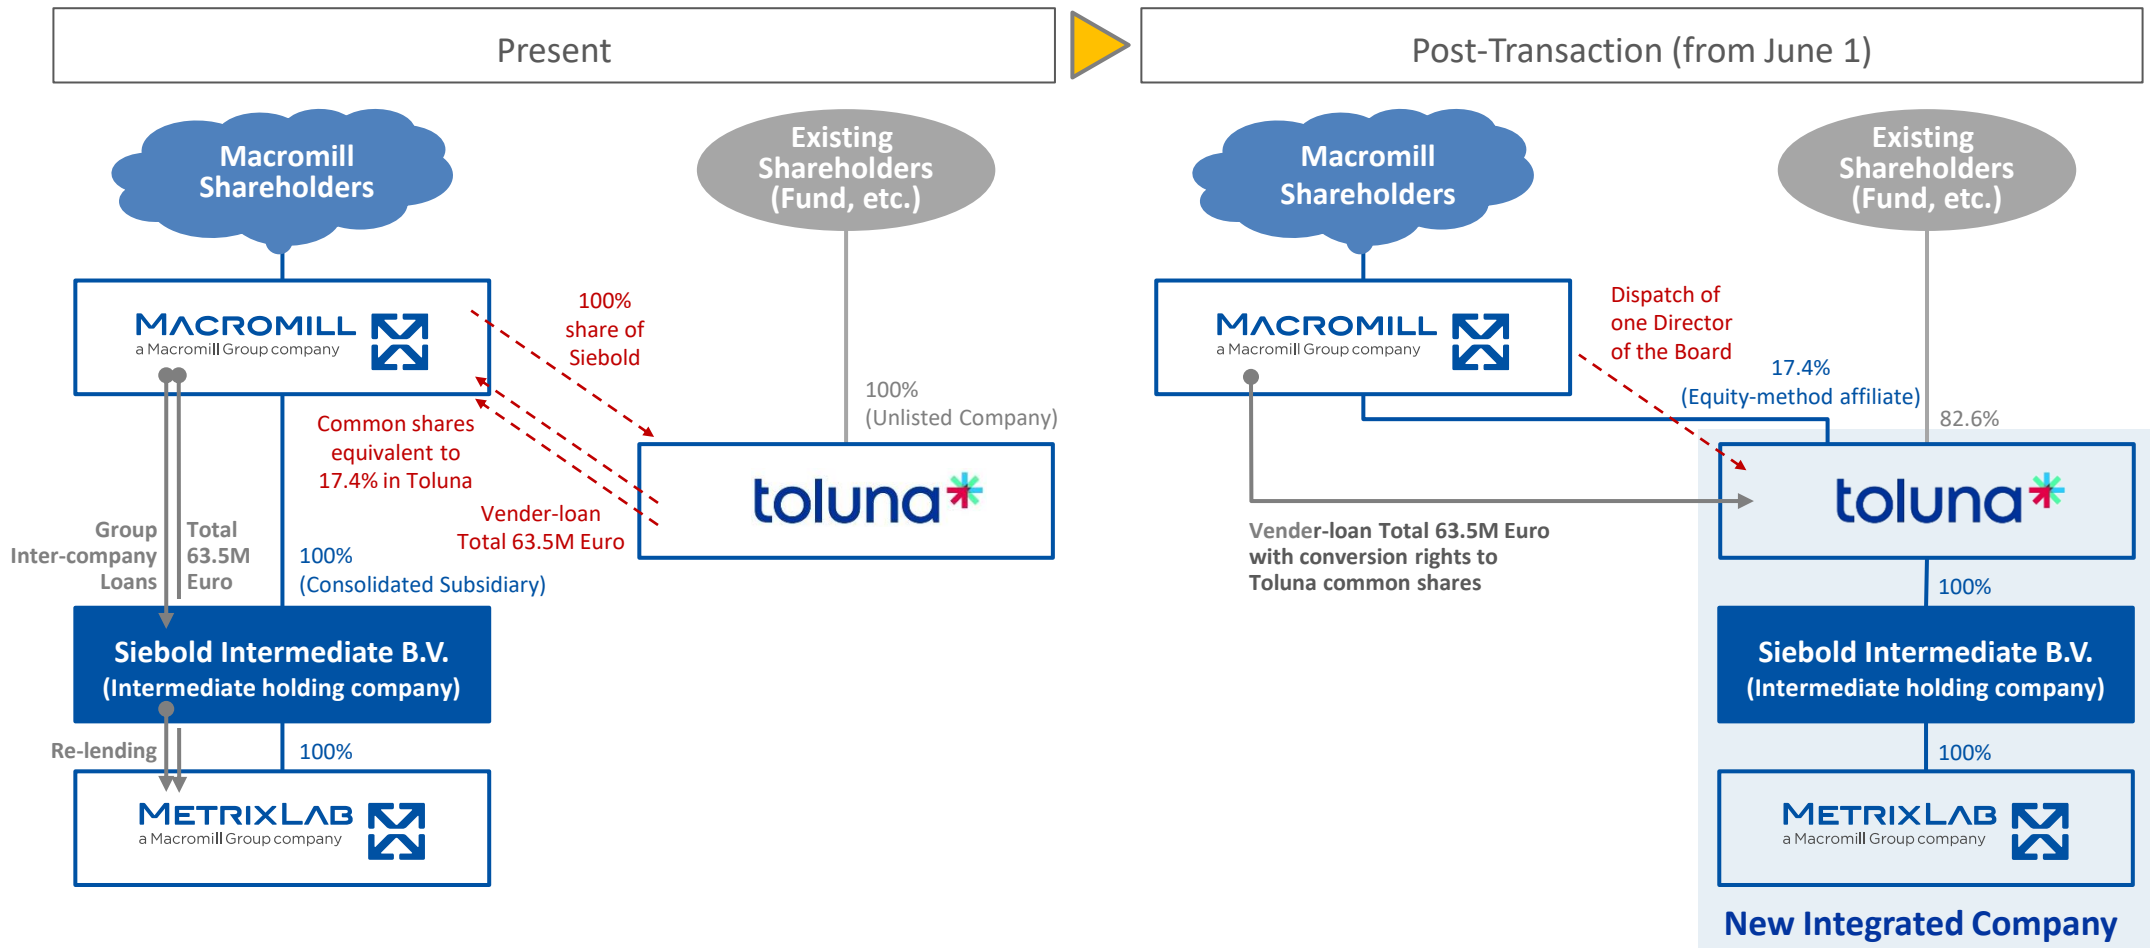 Present
Post-Transaction (from June 1)
Macromill
Shareholders
Existing
Shareholders
(Fund, etc.)
MACROMILL
a Macromill Group company
100%
share of
Siebold
100%
(Unlisted Company)
Common shares
equivalent to
17.4% in Toluna
Vender-loan
Total 63.5M Euro
toluna
Group
Inter-company
Loans
Total
63.5M
Euro
100%
(Consolidated Subsidiary)
Siebold Intermediate B.V.
(Intermediate holding company)
Re-lending
100%
METRIXLAB
a Macromill Group company
Macromill
Shareholders
Existing
Shareholders
(Fund, etc.)
MACROMILL
a Macromill Group company
Dispatch of
one Director
of the Board
17.4%
(Equity-method affiliate)
82.6%
toluna
Vender-loan Total 63.5M Euro
with conversion rights to
Toluna common shares
100%
Siebold Intermediate B.V.
(Intermediate holding company)
100%
METRIXLAB
a Macromill Group company
New Integrated Company